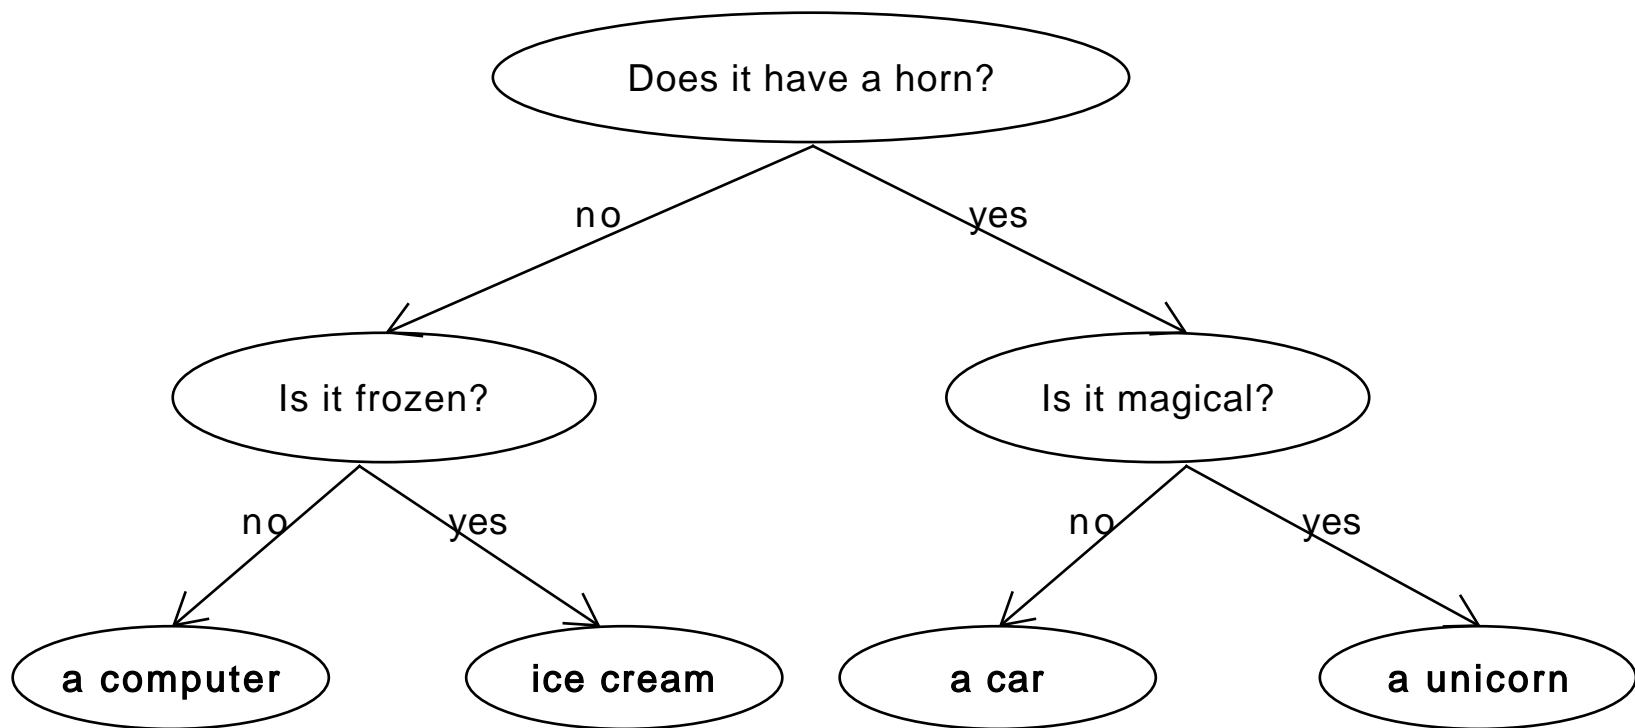 Does it have a horn?
no
yes
Is it frozen?
Is it magical?
no
yes
no
yes
a computer
ice cream
a car
a unicorn